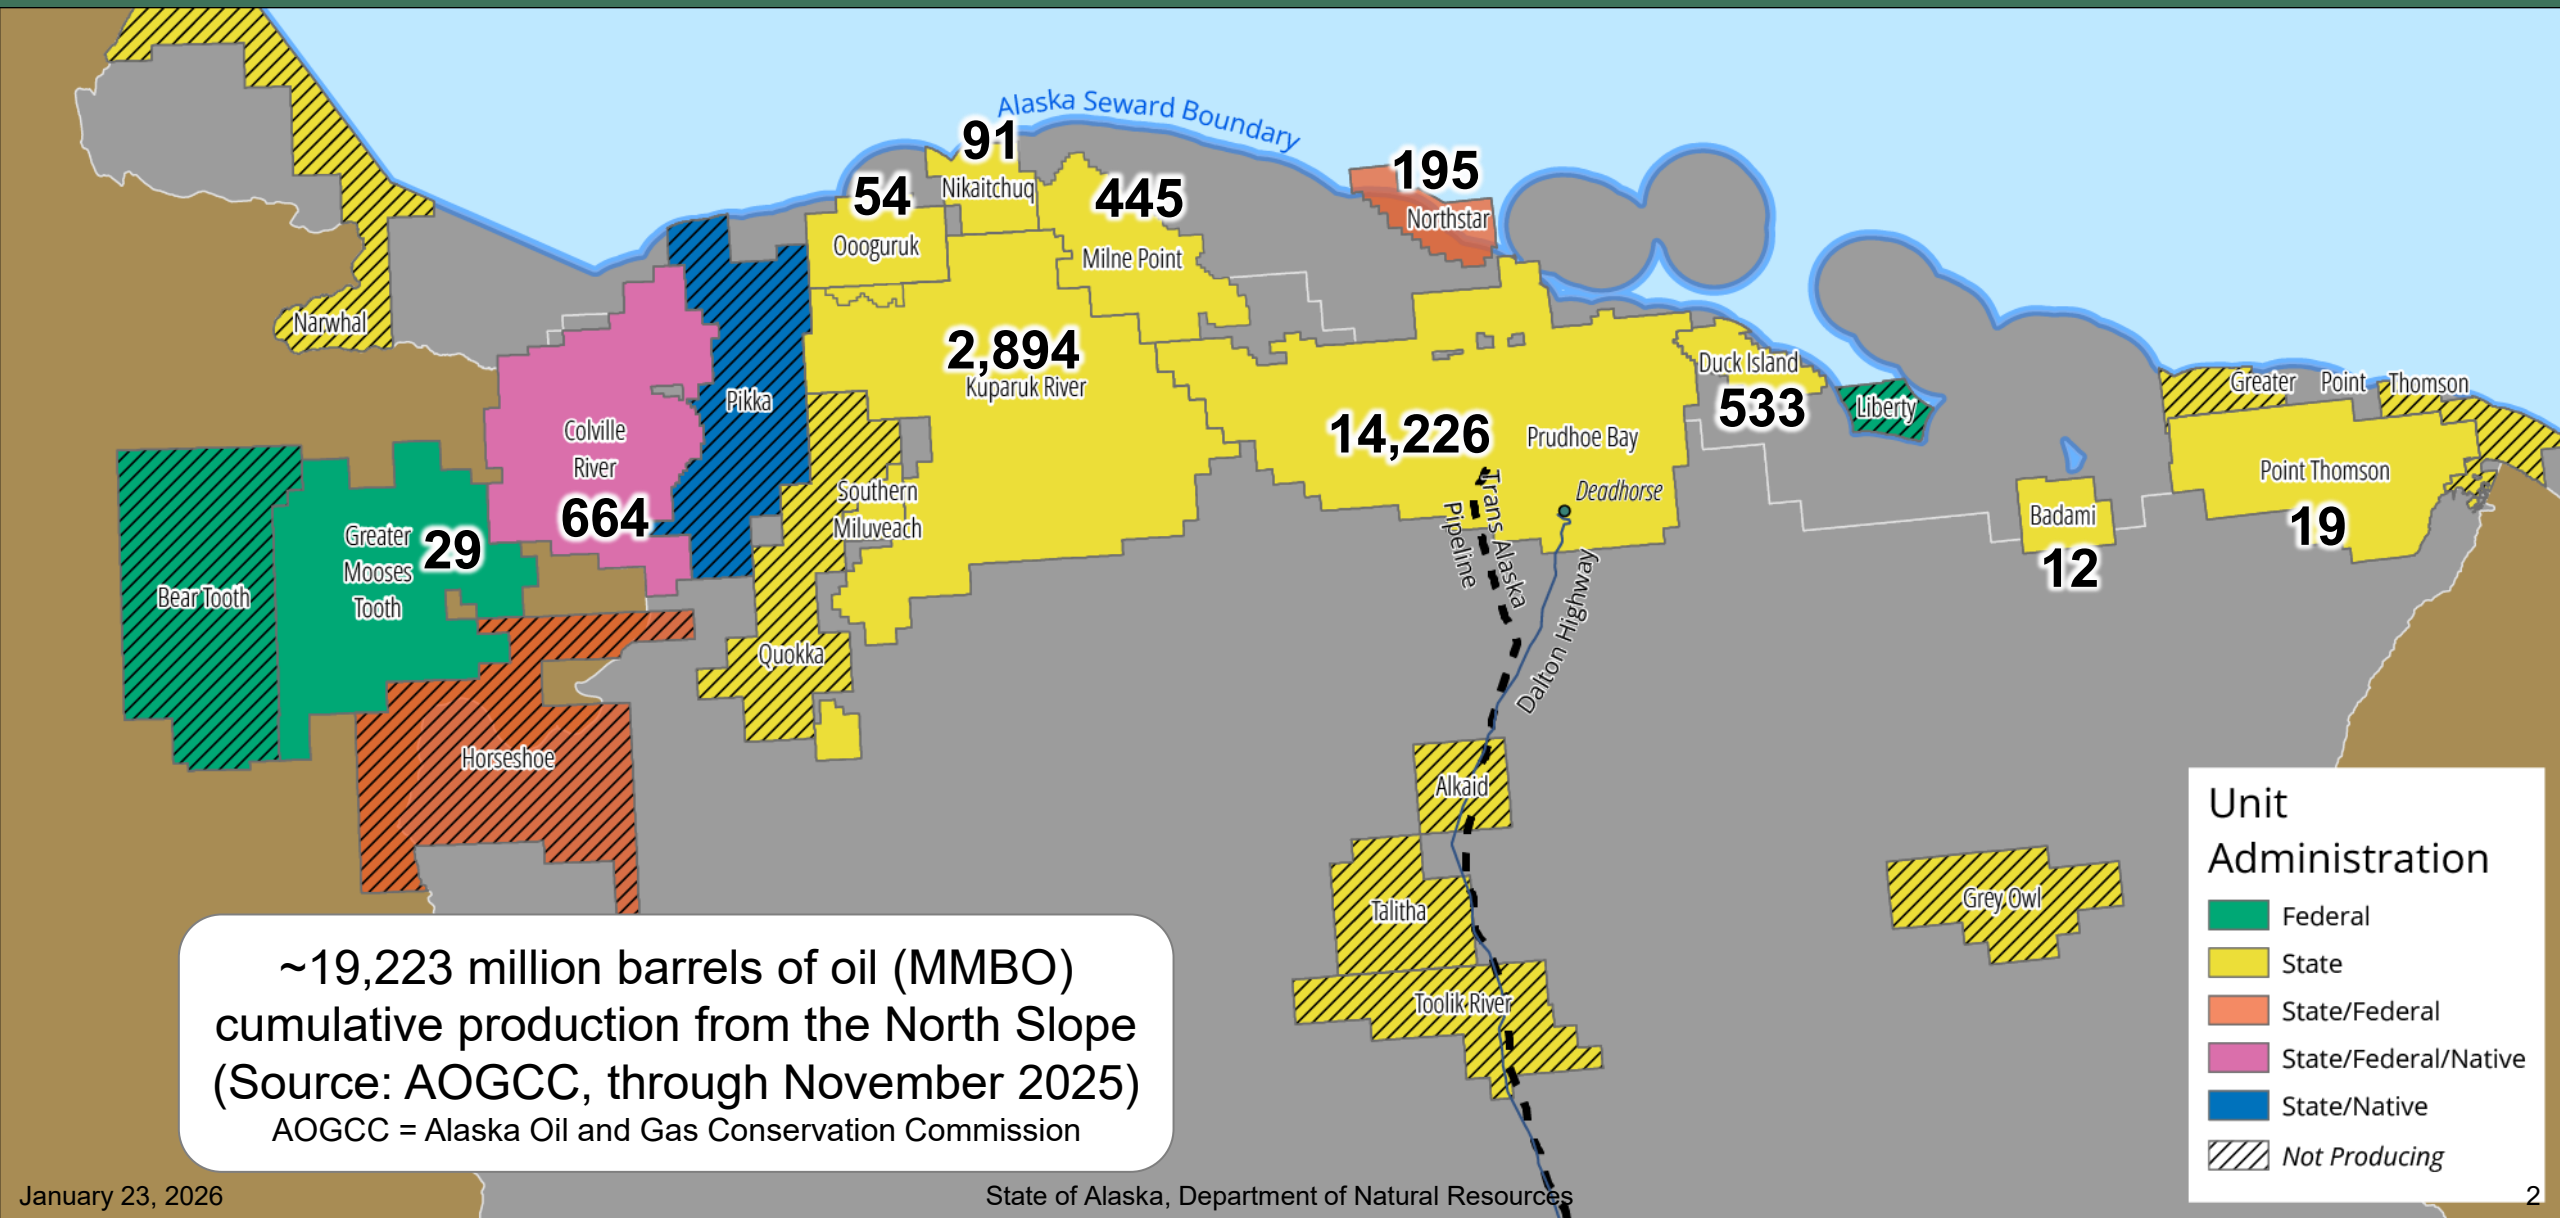 Alaska Seward Boundary
91
Nikaitchuq
54
Oooguruk
445
Milne Point
195
Northstar
Narwhal
2,894
Kuparuk River
Pikka
Colville
River
664
Duck Island
533
Liberty
14,226
Prudhoe Bay
Deadhorse
Trans Alaska
Pipeline
Dalton Highway
Greater Point Thomson
Point Thomson
19
Badami
12
Southern
Miluveach
Greater
Mooses
Tooth
29
Bear Tooth
Quokka
Horseshoe
Alkaid
Talitha
Toolik River
Grey Owl
Unit
Administration
Federal
State
State/Federal
State/Federal/Native
State/Native
Not Producing
~19,223 million barrels of oil (MMBO)
cumulative production from the North Slope
(Source: AOGCC, through November 2025)
AOGCC = Alaska Oil and Gas Conservation Commission
January 23, 2026
State of Alaska, Department of Natural Resources
2